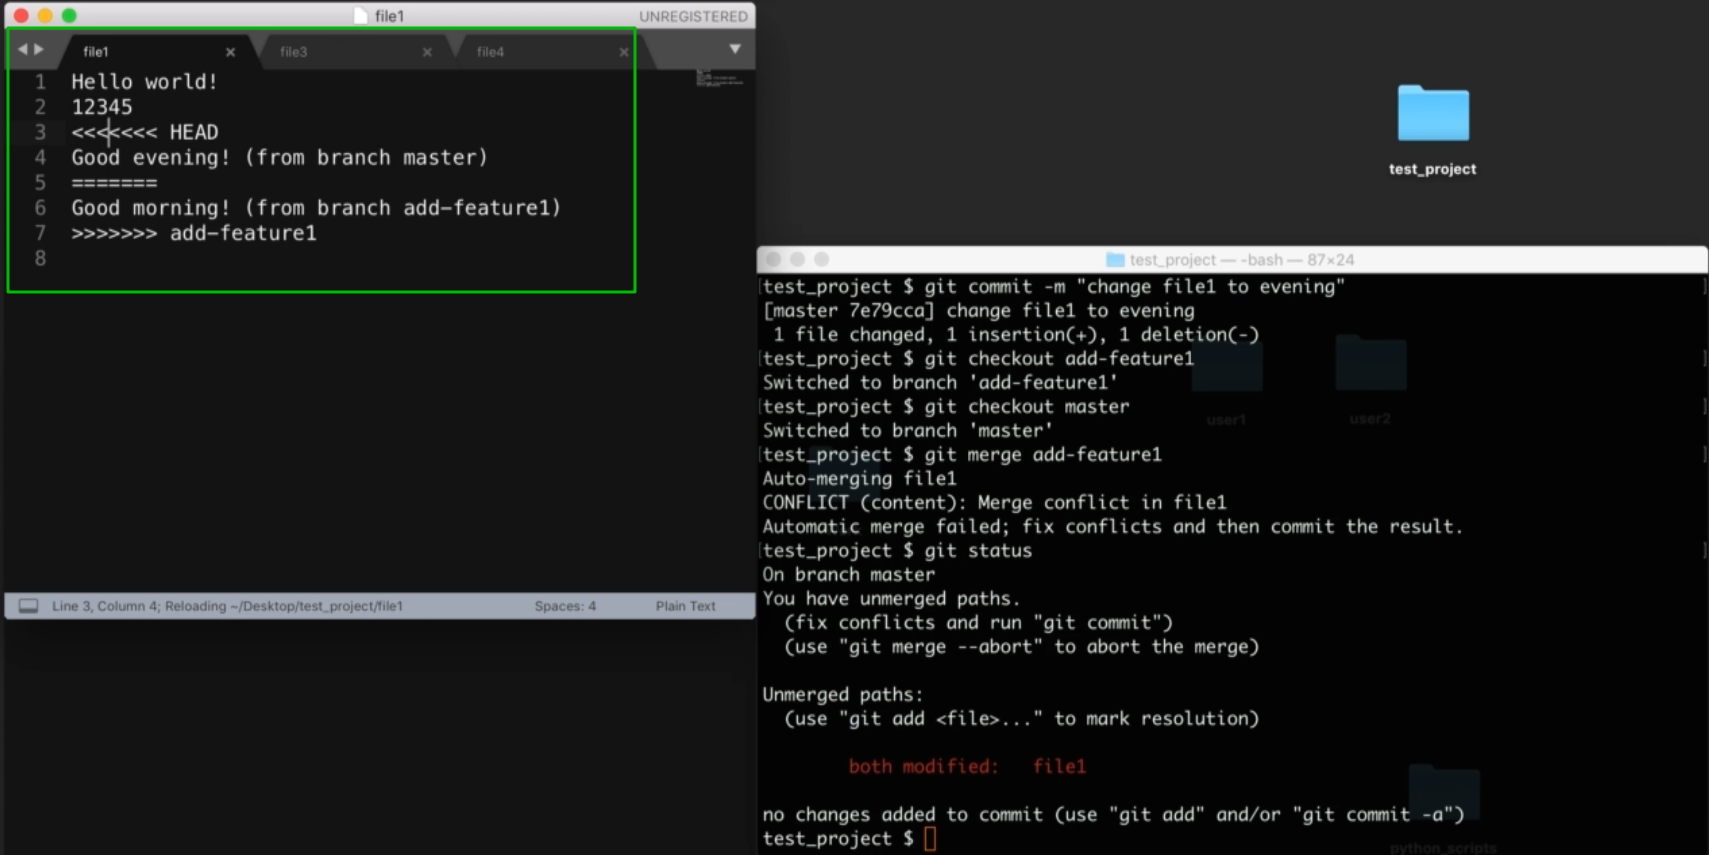 file1
UNREGISTERED
file1
file3
file4
1 Hello world!
2 12345
3 <<<<<<< HEAD
4 Good evening! (from branch master)
5 =======
6 Good morning! (from branch add-feature1)
7 >>>>>>> add-feature1
8
Line 3, Column 4; Reloading ~/Desktop/test_project/file1
Spaces: 4
Plain Text
test_project
test_project — -bash — 87×24
test_project $ git commit -m "change file1 to evening"
[master 7e79cca] change file1 to evening
1 file changed, 1 insertion(+), 1 deletion(-)
test_project $ git checkout add-feature1
Switched to branch 'add-feature1'
test_project $ git checkout master
Switched to branch 'master'
test_project $ git merge add-feature1
Auto-merging file1
CONFLICT (content): Merge conflict in file1
Automatic merge failed; fix conflicts and then commit the result.
test_project $ git status
On branch master
You have unmerged paths.
(fix conflicts and run "git commit")
(use "git merge --abort" to abort the merge)
Unmerged paths:
(use "git add <file>..." to mark resolution)
both modified: file1
no changes added to commit (use "git add" and/or "git commit -a")
test_project $
user1
user2
python_scripts